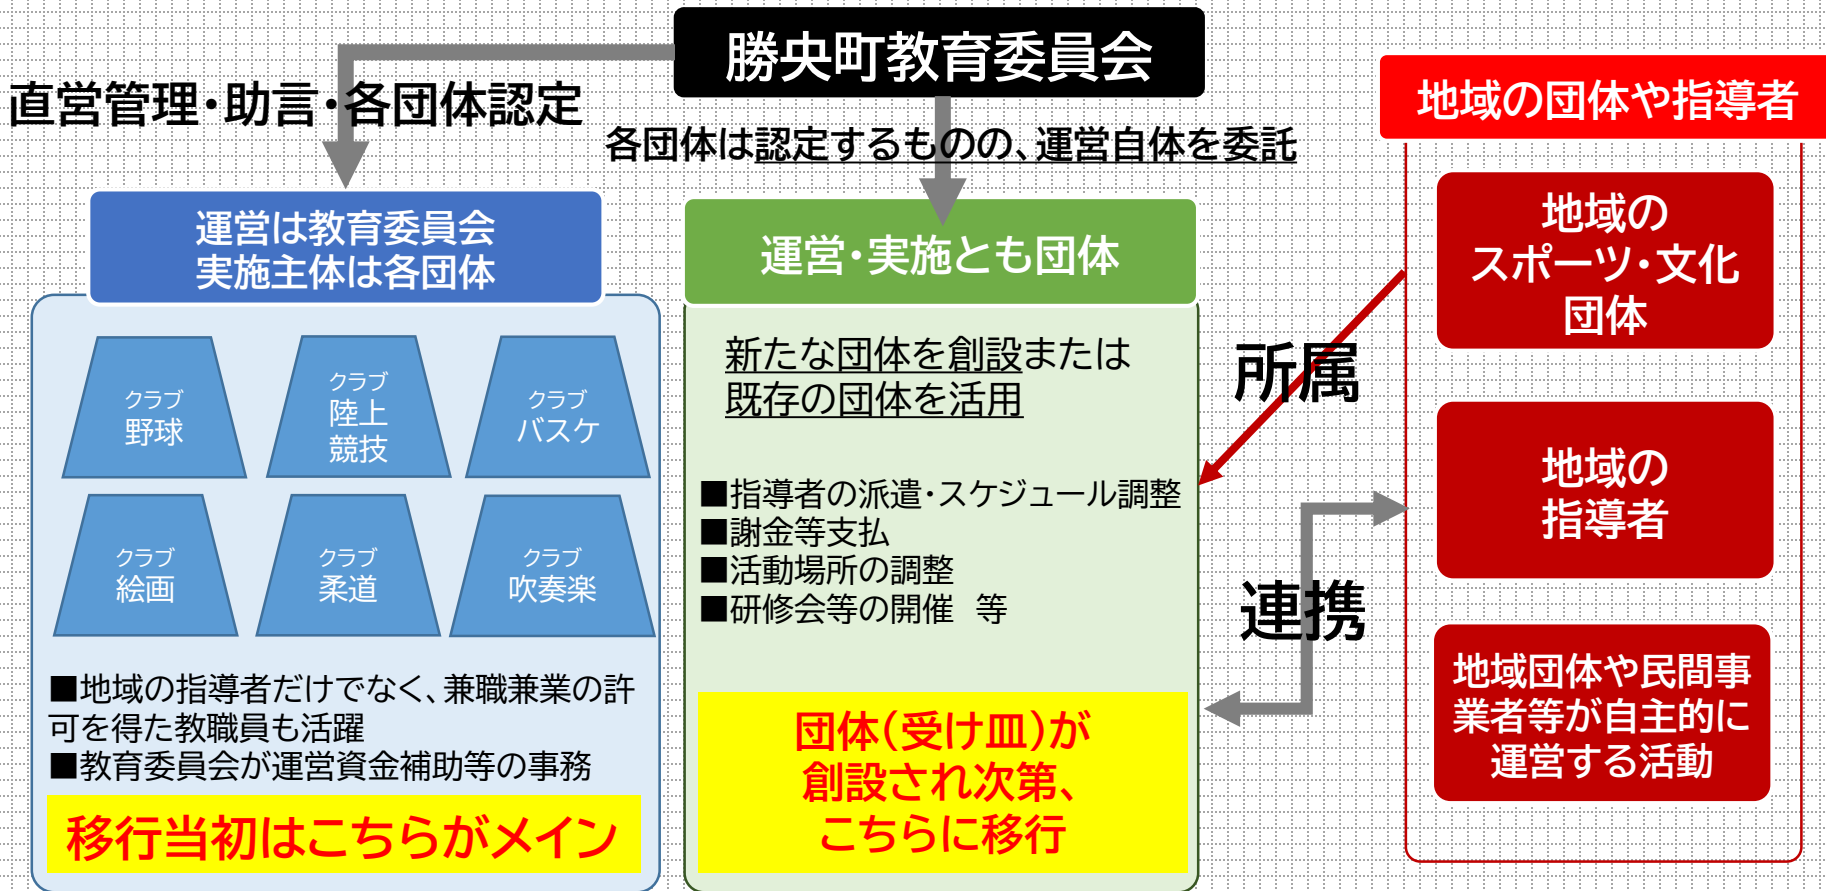 勝央町教育委員会
直営管理・助言・各団体認定
各団体は認定するものの、運営自体を委託
運営は教育委員会
実施主体は各団体
クラブ
野球
クラブ
陸上
競技
クラブ
バスケ
クラブ
絵画
クラブ
柔道
クラブ
吹奏楽
■地域の指導者だけでなく、兼職兼業の許
可を得た教職員も活躍
■教育委員会が運営資金補助等の事務
移行当初はこちらがメイン
運営・実施とも団体
新たな団体を創設または
既存の団体を活用
■指導者の派遣・スケジュール調整
■謝金等支払
■活動場所の調整
■研修会等の開催　等
団体（受け皿）が
創設され次第、
こちらに移行
所属
連携
地域の団体や指導者
地域の
スポーツ・文化
団体
地域の
指導者
地域団体や民間事
業者等が自主的に
運営する活動